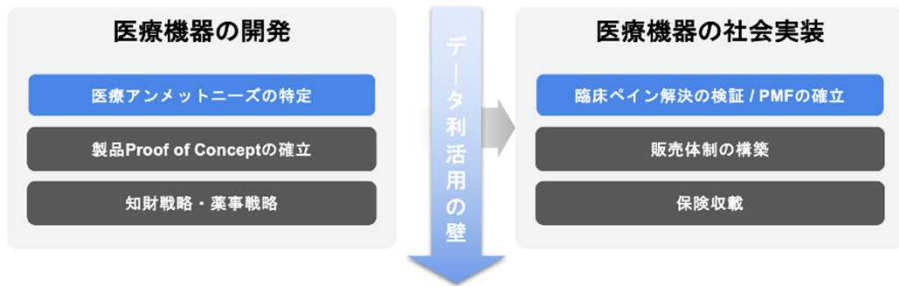 医療機器の開発
医療アンメットニーズの特定
製品Proof of Conceptの確立
知財戦略・薬事戦略
データ利活用の壁
医療機器の社会実装
臨床ペイン解決の検証 / PMFの確立
販売体制の構築
保険収載